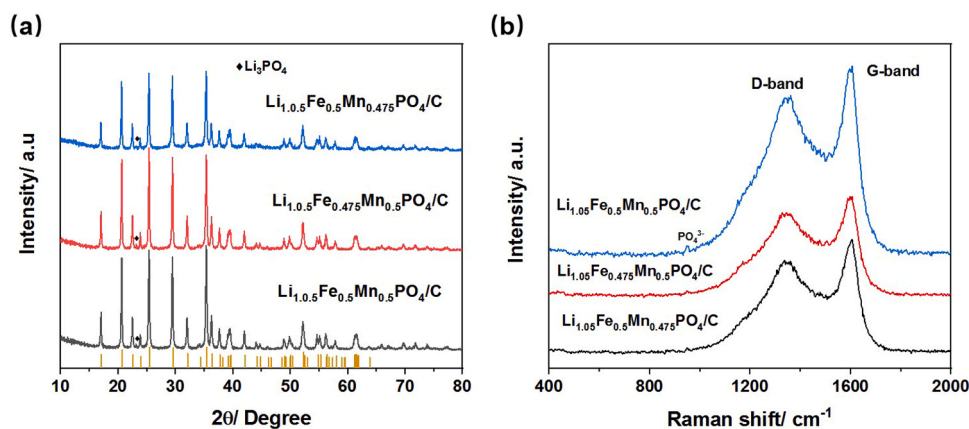 (a)
◆Li₃PO₄
Li₁.₀.₅Fe₀.₅Mn₀.₄₇₅PO₄/C
Li₁.₀.₅Fe₀.₄₇₅Mn₀.₅PO₄/C
Li₁.₀.₅Fe₀.₅Mn₀.₅PO₄/C
Intensity/ a.u
10 20 30 40 50 60 70 80
2θ/ Degree
(b)
D-band
G-band
Li₁.₀₅Fe₀.₅Mn₀.₅PO₄/C
PO₄³⁻
Li₁.₀₅Fe₀.₄₇₅Mn₀.₅PO₄/C
Li₁.₀₅Fe₀.₅Mn₀.₄₇₅PO₄/C
Intensity/ a.u.
400 800 1200 1600 2000
Raman shift/ cm⁻¹